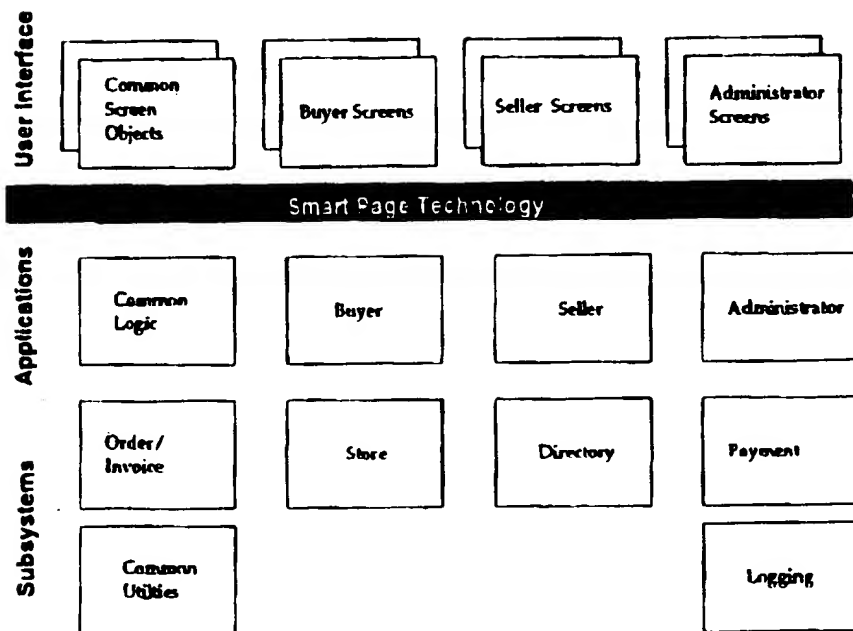 User Interface
Common
Screen
Objects
Buyer Screens
Seller Screens
Administrator
Screens
Smart Page Technology
Applications
Common
Logic
Buyer
Seller
Administrator
Subsystems
Order/
Invoice
Store
Directory
Payment
Common
Utilities
Logging